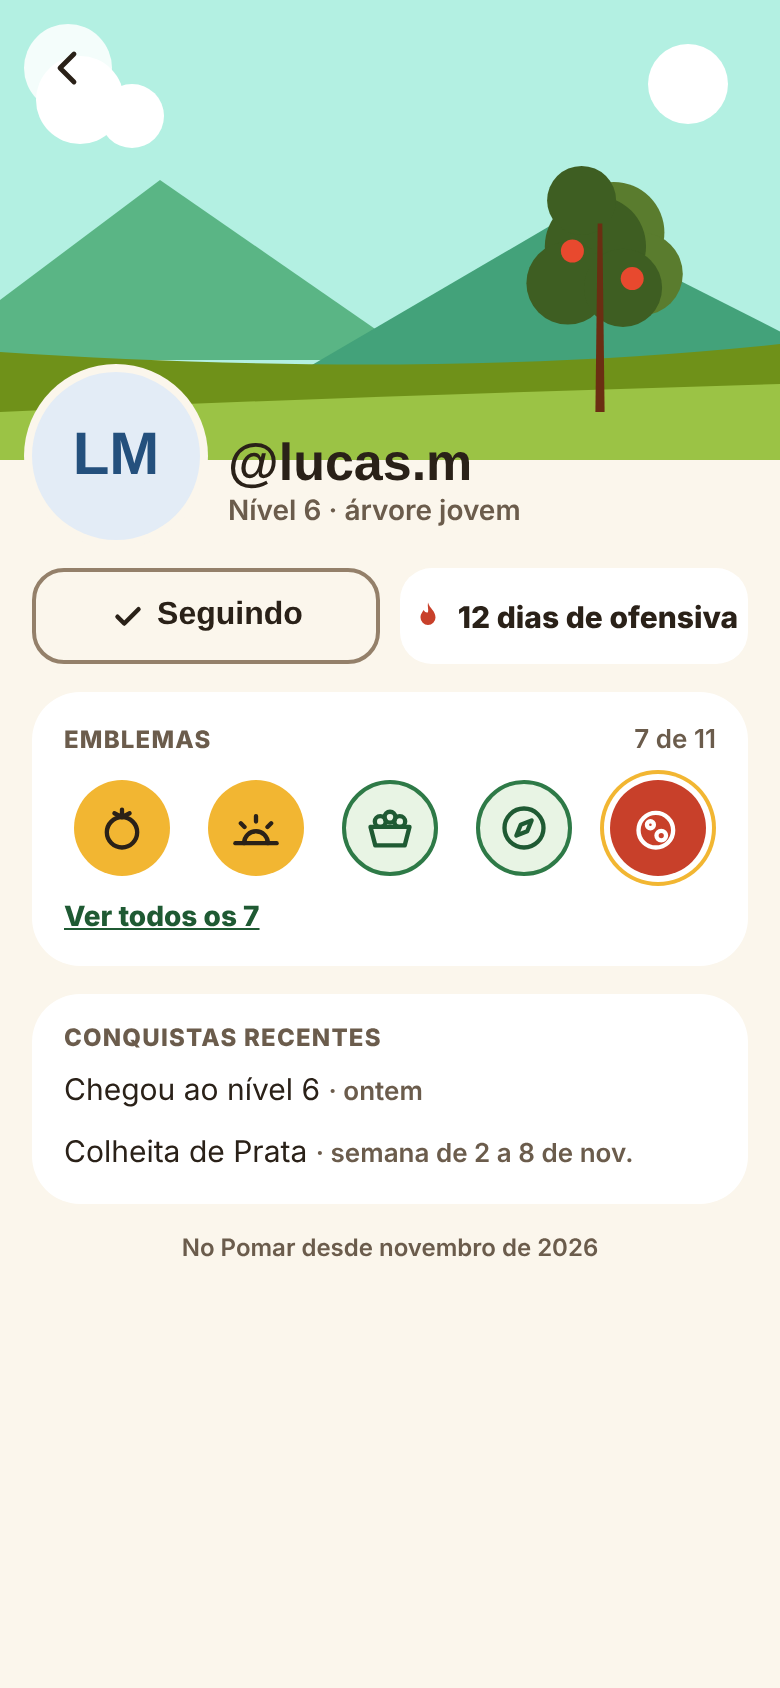 LM
@lucas.m
Nível 6 · árvore jovem
Seguindo
12 dias de ofensiva
EMBLEMAS
7 de 11
Ver todos os 7
CONQUISTAS RECENTES
Chegou ao nível 6 · ontem
Colheita de Prata · semana de 2 a 8 de nov.
No Pomar desde novembro de 2026